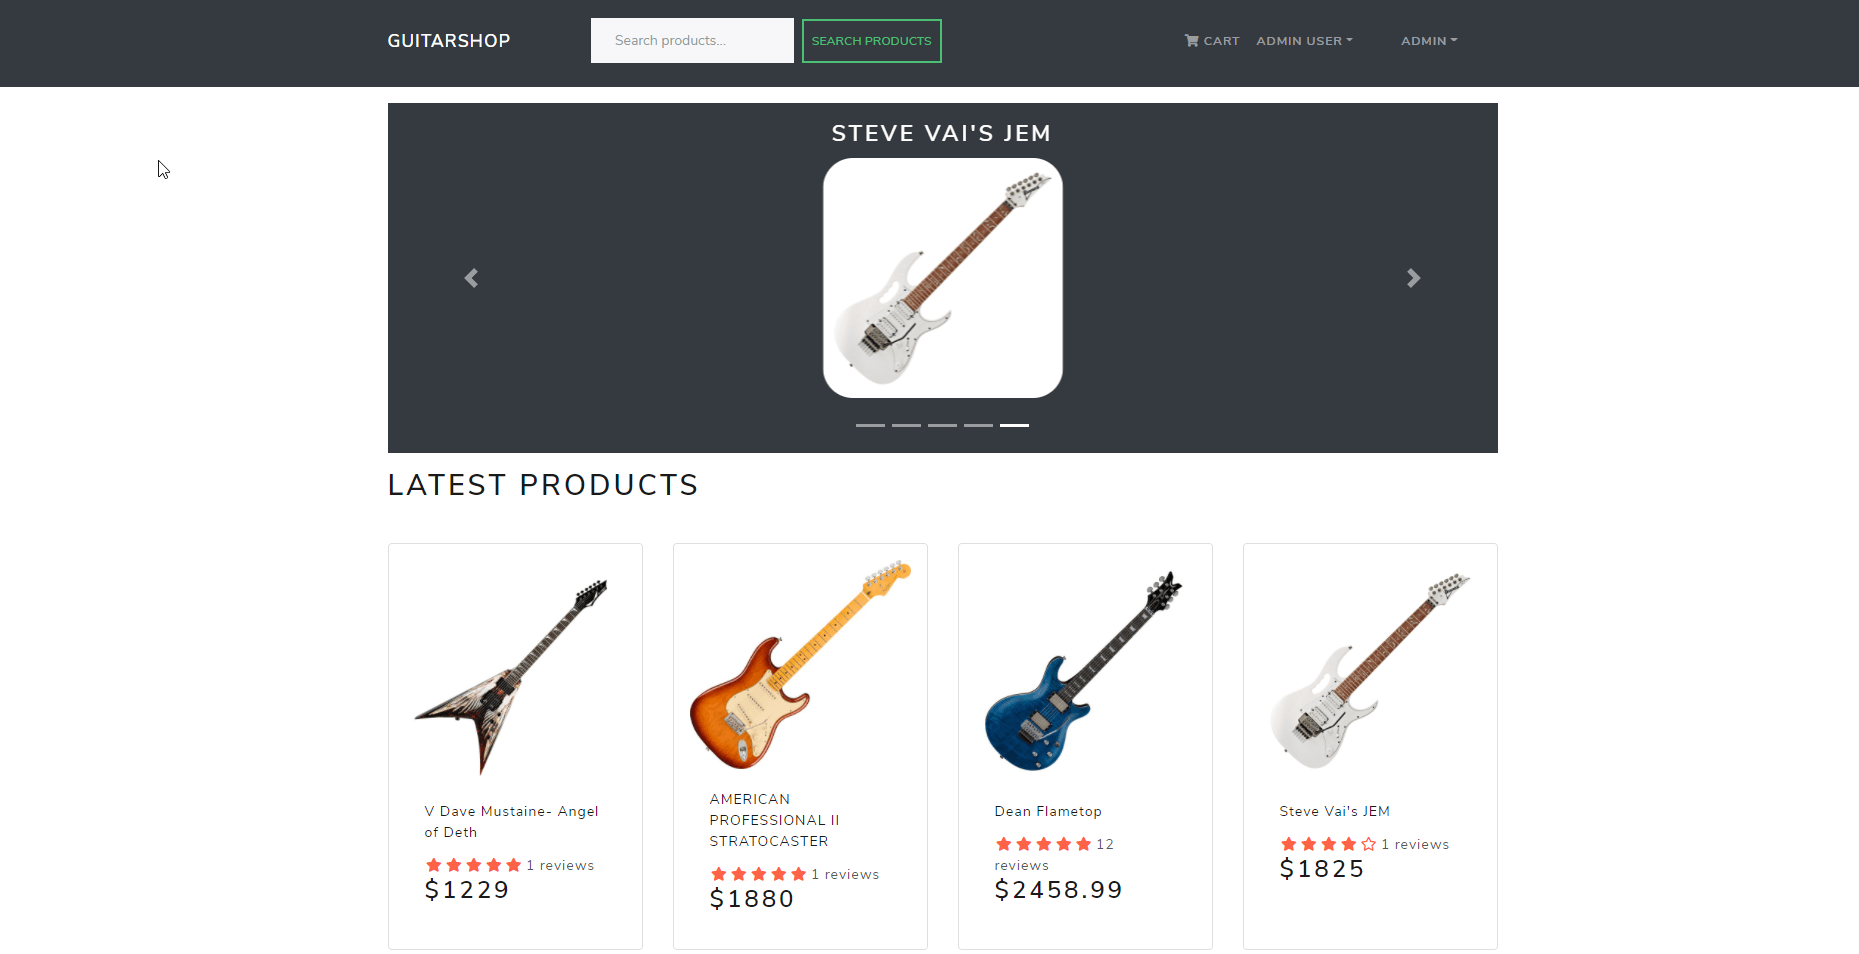 GUITARSHOP
Search products...
SEARCH PRODUCTS
CART
ADMIN USER
ADMIN
STEVE VAI'S JEM
LATEST PRODUCTS
V Dave Mustaine- Angel
of Deth
1 reviews
$1229
AMERICAN
PROFESSIONAL II
STRATOCASTER
1 reviews
$1880
Dean Flametop
12
reviews
$2458.99
Steve Vai's JEM
1 reviews
$1825